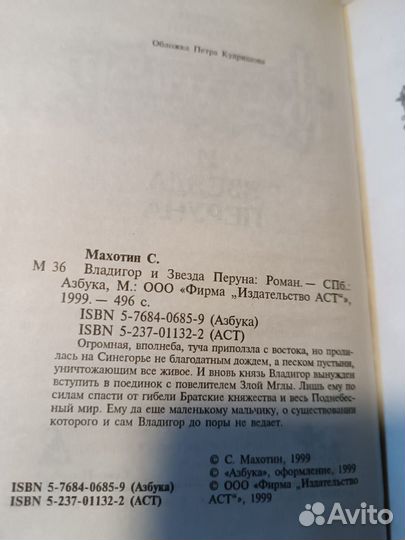 Обложка Петра Кудряшова
Махотин С.
М 36 Владигор и Звезда Перуна: Роман. — СПб.:
Азбука, М.: ООО «Фирма „Издательство АСТ“»,
1999. — 496 с.
ISBN 5-7684-0685-9 (Азбука)
ISBN 5-237-01132-2 (АСТ)
Огромная, вполнеба, туча приползла с востока, но проли-
лась на Синегорье не благодатным дождем, а песком пустыни,
уничтожающим все живое. И вновь князь Владигор вынужден
вступить в поединок с повелителем Злой Мглы. Лишь ему по
силам спасти от гибели Братские княжества и весь Поднебес-
ный мир. Ему да еще маленькому мальчику, о существовании
которого и сам Владигор до поры не ведает.
© С. Махотин, 1999
© «Азбука», оформление, 1999
© ООО «Фирма „Издательство
АСТ“», 1999
ISBN 5-7684-0685-9 (Азбука)
ISBN 5-237-01132-2 (АСТ)
И
ЗВЕЗДА
ПЕРУНА
Avito